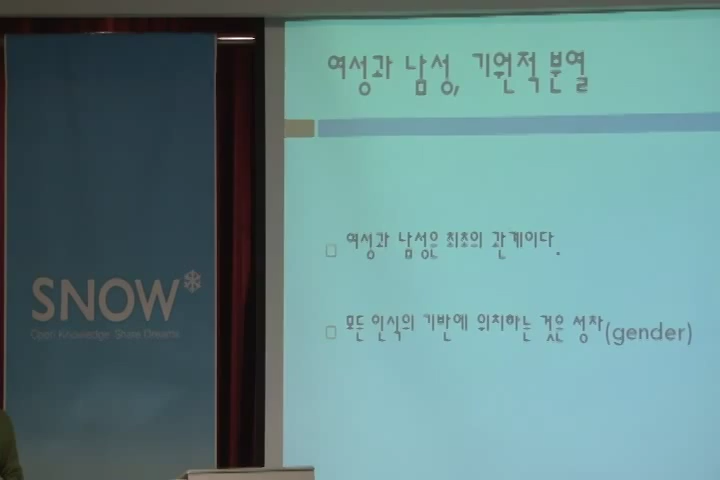 여성과 남성, 기원적 분열
여성과 남성은 최초의 관계이다.
모든 인식의 기반에 위치하는 것은 성차(gender)
SNOW
Open Knowledge Share Dreams